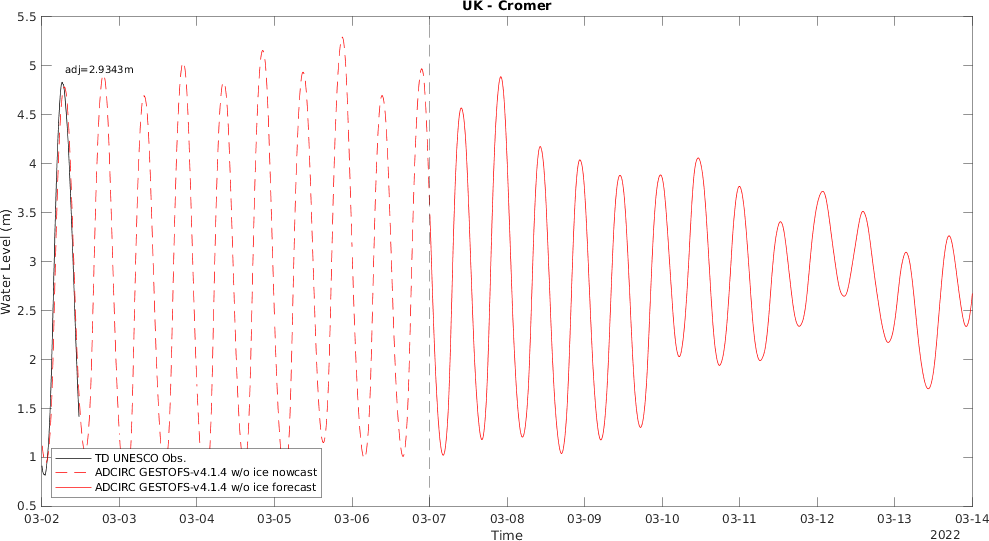 UK - Cromer
adj=2.9343m
5.5
5
4.5
4
3.5
3
2.5
2
1.5
1
0.5
Water Level (m)
TD UNESCO Obs.
ADCIRC GESTOFS-v4.1.4 w/o ice nowcast
ADCIRC GESTOFS-v4.1.4 w/o ice forecast
03-02 03-03 03-04 03-05 03-06 03-07 03-08 03-09 03-10 03-11 03-12 03-13 03-14
Time
2022